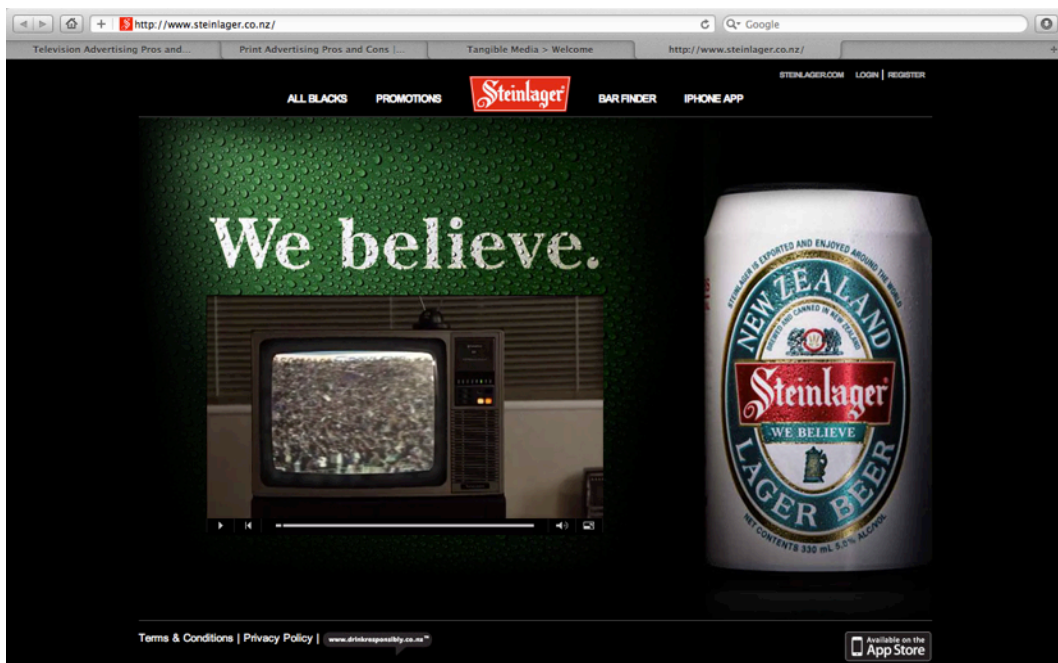 http://www.steinlager.co.nz/
Google
Television Advertising Pros and...
Print Advertising Pros and Cons |...
Tangible Media > Welcome
http://www.steinlager.co.nz/
STEINLAGER.COM LOGIN | REGISTER
ALL BLACKS PROMOTIONS Steinlager BAR FINDER IPHONE APP
We believe.
STEINLAGER IS EXPORTED AND ENJOYED AROUND THE WORLD
NEW ZEALAND
BREWED AND CANNED IN NEW ZEALAND
Steinlager
WE BELIEVE
LAGER BEER
NET CONTENTS 330 mL 5.0% ALC/VOL
Terms & Conditions | Privacy Policy | www.drinkresponsibly.co.nz™
Available on the
App Store